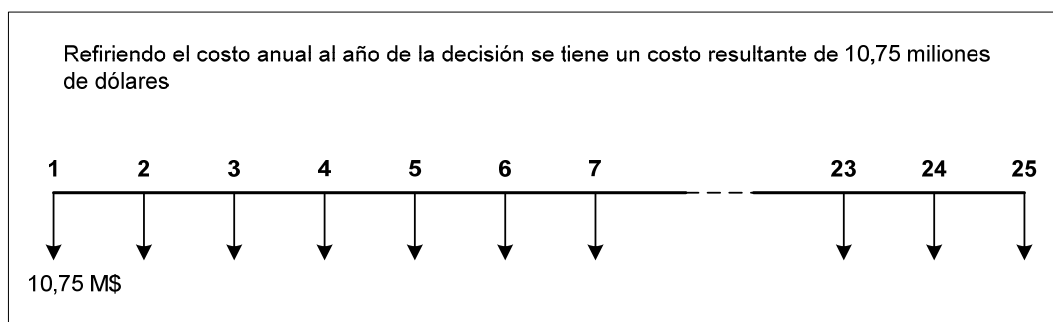 Refiriendo el costo anual al año de la decisión se tiene un costo resultante de 10,75 millones
de dólares
1 2 3 4 5 6 7 23 24 25
10,75 M$